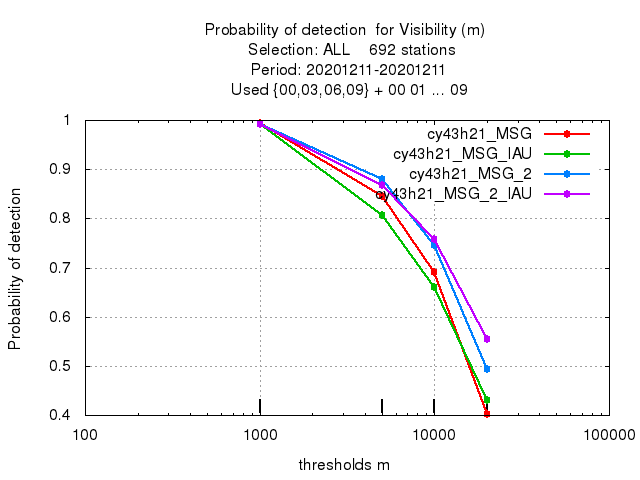 Probability of detection  for Visibility (m)
Selection: ALL    692 stations
Period: 20201211-20201211
Used {00,03,06,09} + 00 01 ... 09
Probability of detection
1
0.9
0.8
0.7
0.6
0.5
0.4
cy43h21_MSG
cy43h21_MSG_IAU
cy43h21_MSG_2
cy43h21_MSG_2_IAU
100
1000
10000
100000
thresholds m